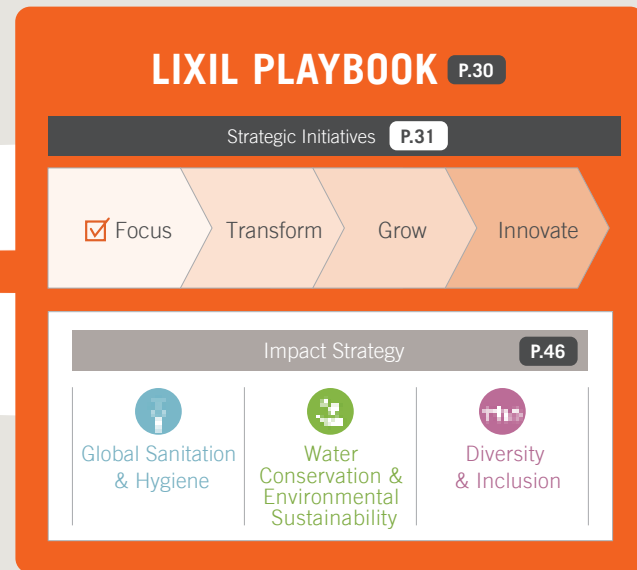 LIXIL PLAYBOOK P.30
Strategic Initiatives P.31
Focus Transform Grow Innovate
Impact Strategy P.46
Global Sanitation
& Hygiene
Water
Conservation &
Environmental
Sustainability
Diversity
& Inclusion